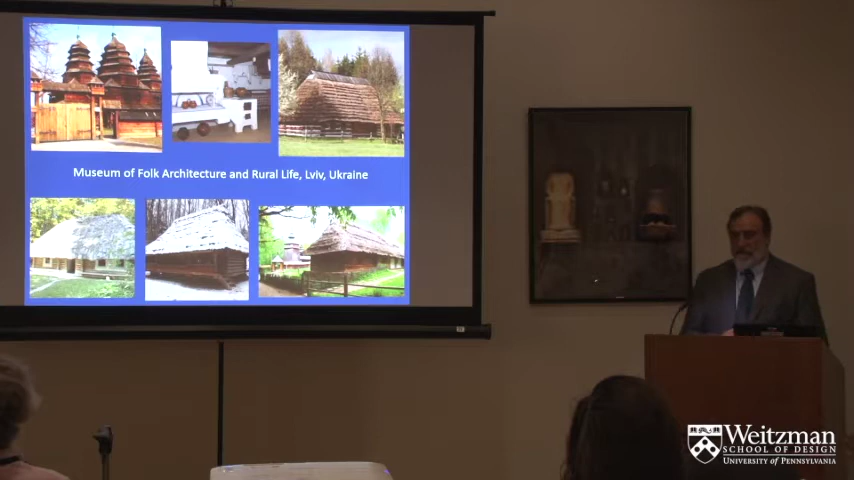 Museum of Folk Architecture and Rural Life, Lviv, Ukraine
Weitzman
SCHOOL OF DESIGN
UNIVERSITY of PENNSYLVANIA